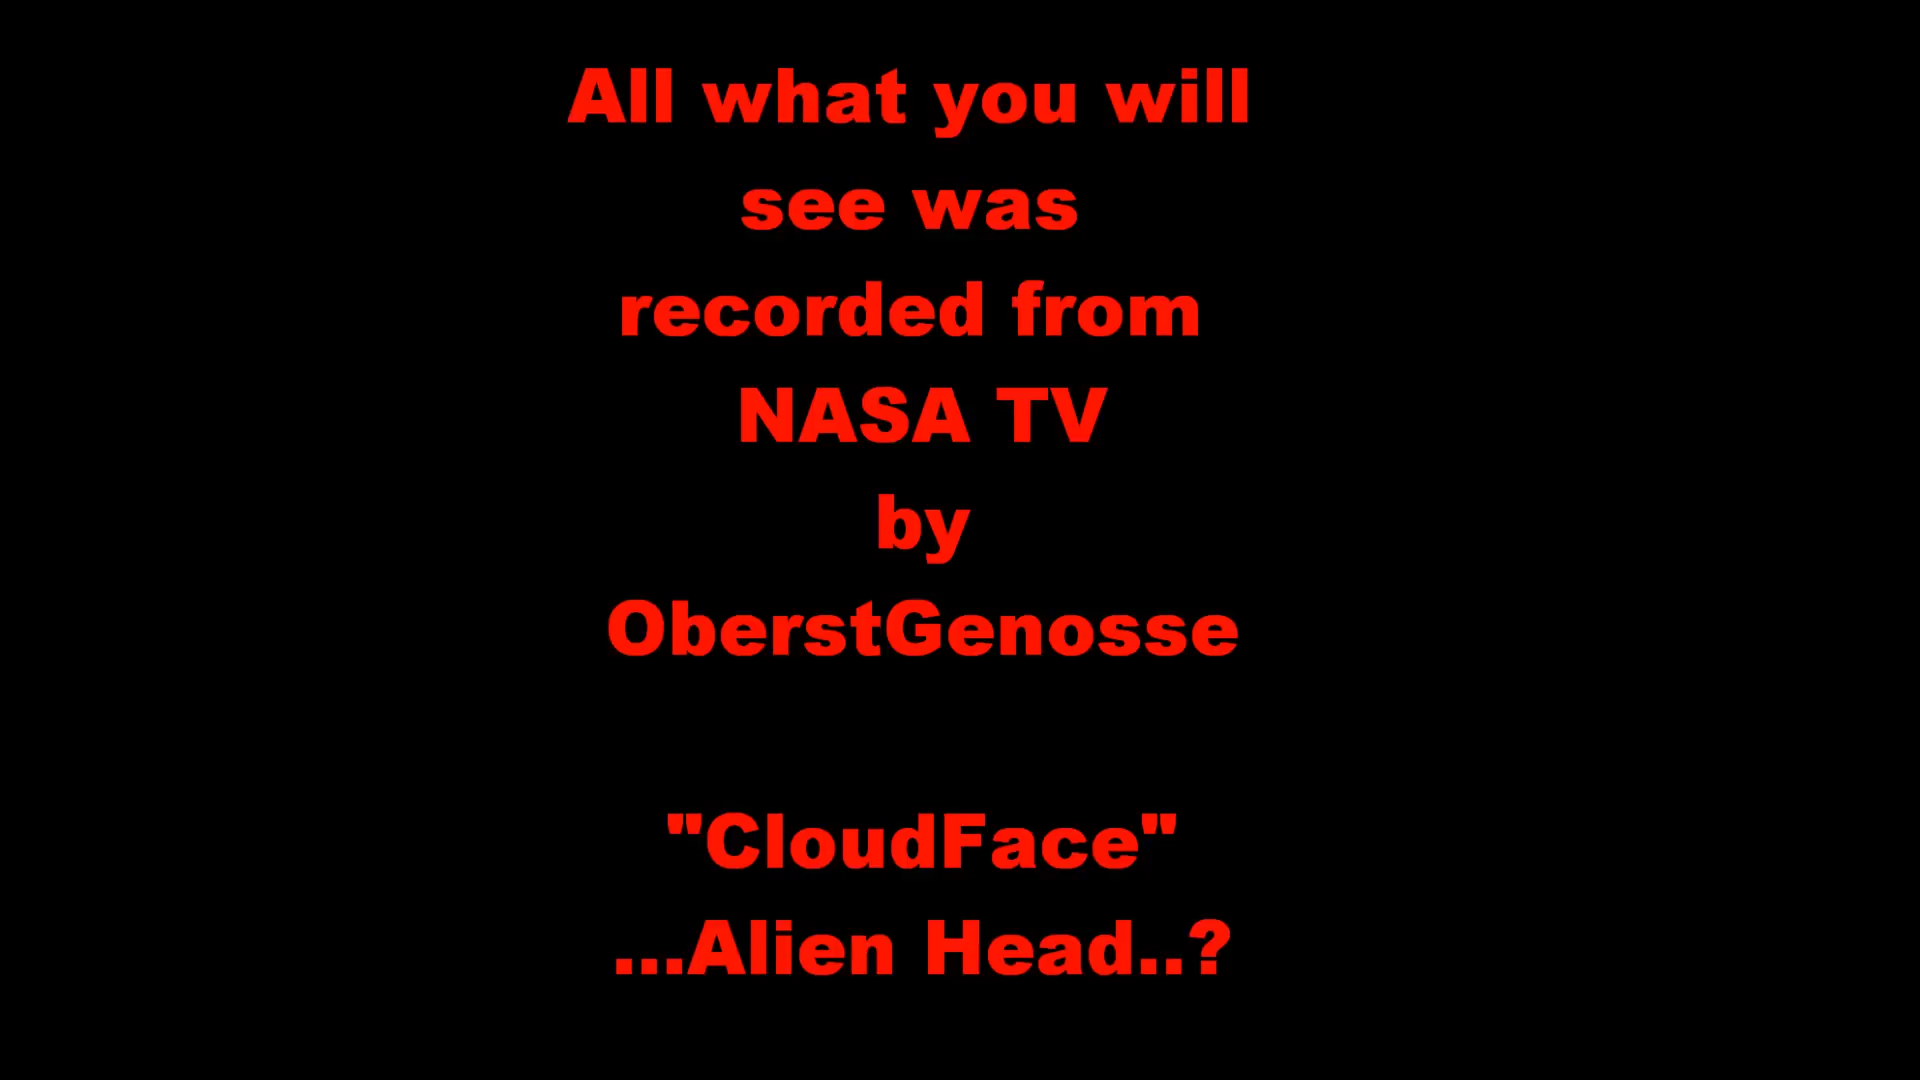 All what you will
see was
recorded from
NASA TV
by
OberstGenosse
"CloudFace"
...Alien Head..?